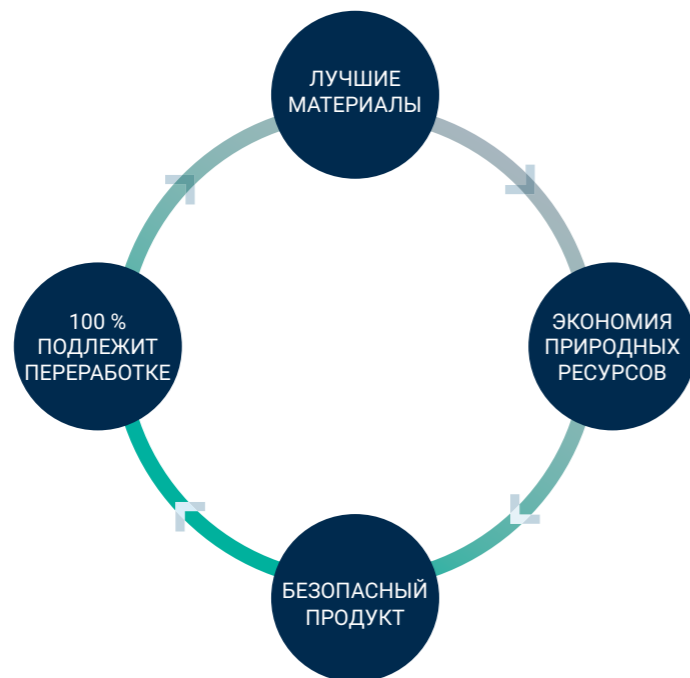 ЛУЧШИЕ
МАТЕРИАЛЫ
100 %
ПОДЛЕЖИТ
ПЕРЕРАБОТКЕ
ЭКОНОМИЯ
ПРИРОДНЫХ
РЕСУРСОВ
БЕЗОПАСНЫЙ
ПРОДУКТ